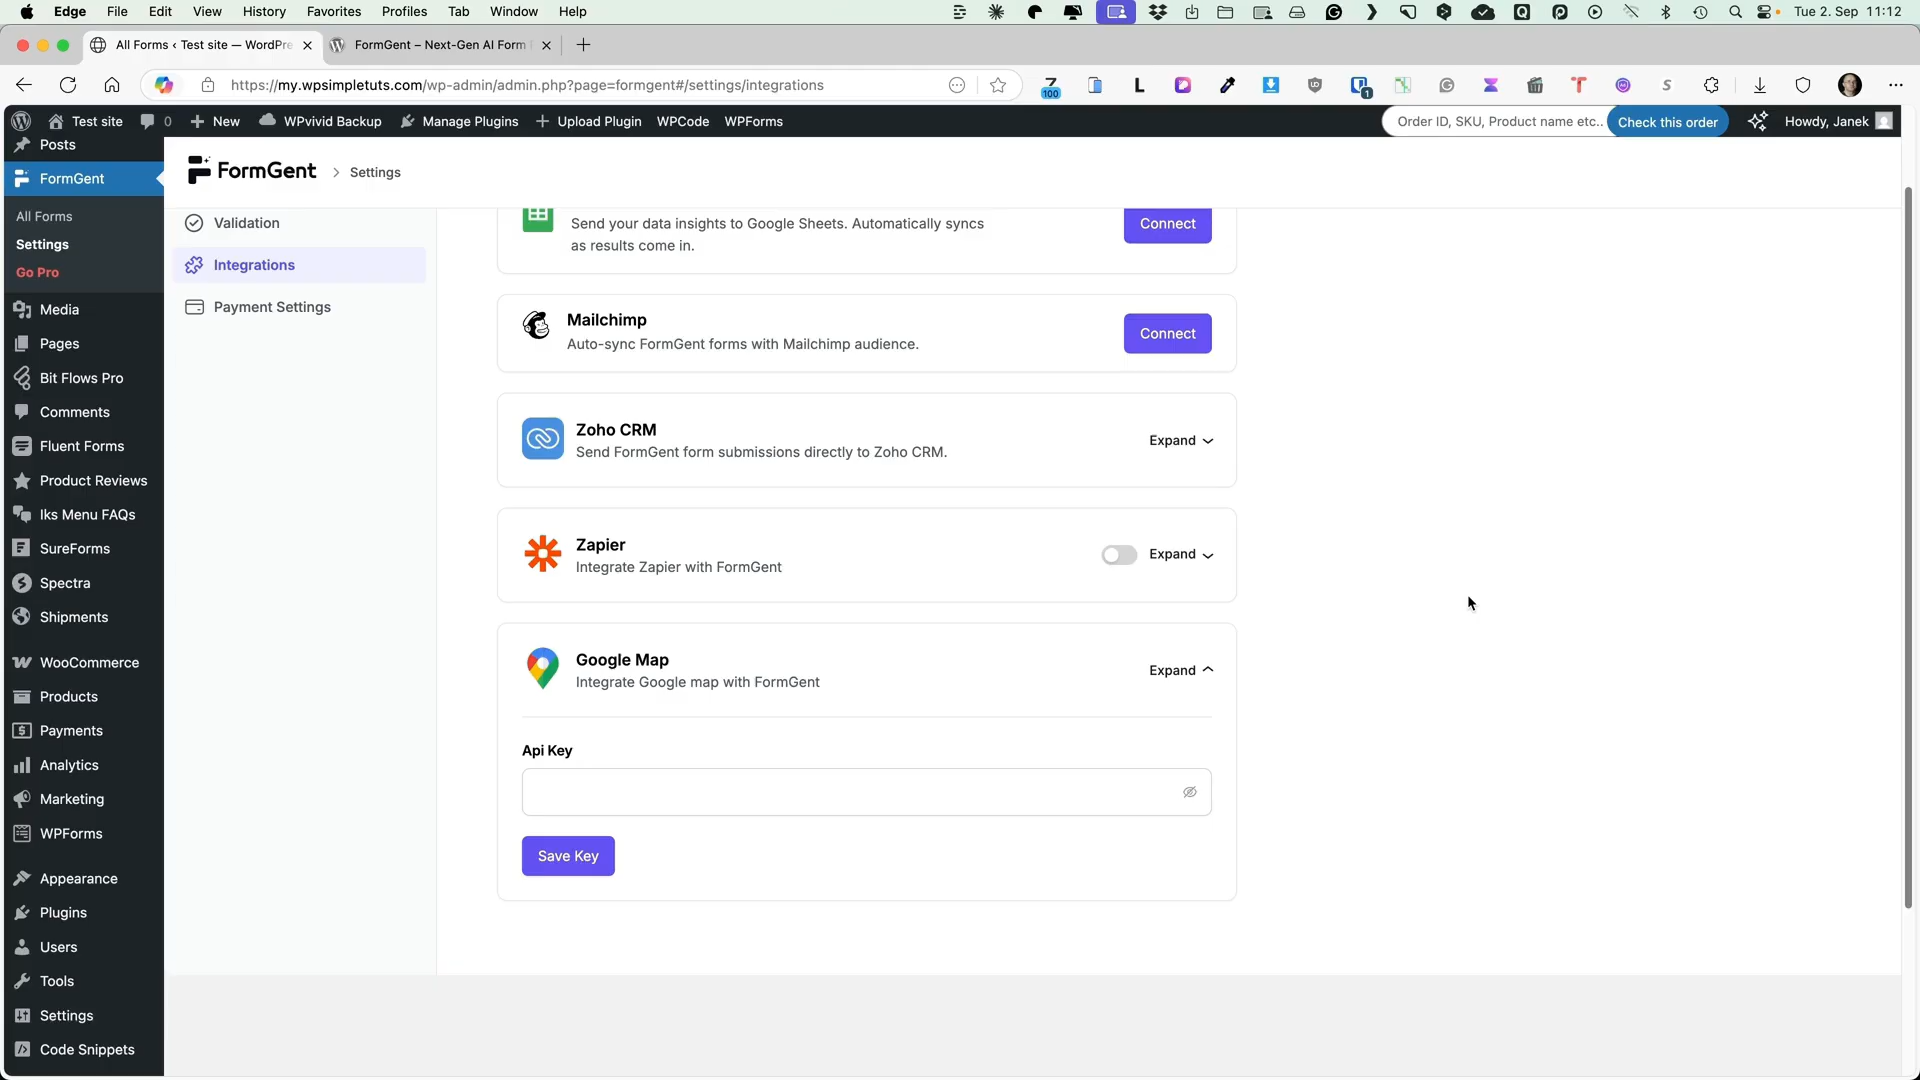 Edge File Edit View History Favorites Profiles Tab Window Help
Tue 2. Sep 11:12
All Forms ‹ Test site — WordPre
FormGent – Next-Gen AI Form
https://my.wpsimpletuts.com/wp-admin/admin.php?page=formgent#/settings/integrations
100
1
Test site 0 New WPvivid Backup Manage Plugins Upload Plugin WPCode WPForms
Order ID, SKU, Product name etc..
Check this order
Howdy, Janek
Posts
FormGent
All Forms
Settings
Go Pro
Media
Pages
Bit Flows Pro
Comments
Fluent Forms
Product Reviews
Iks Menu FAQs
SureForms
Spectra
Shipments
WooCommerce
Products
Payments
Analytics
Marketing
WPForms
Appearance
Plugins
Users
Tools
Settings
Code Snippets
FormGent
Settings
Validation
Integrations
Payment Settings
Send your data insights to Google Sheets. Automatically syncs
as results come in.
Connect
Mailchimp
Auto-sync FormGent forms with Mailchimp audience.
Connect
Zoho CRM
Send FormGent form submissions directly to Zoho CRM.
Expand
Zapier
Integrate Zapier with FormGent
Expand
Google Map
Integrate Google map with FormGent
Expand
Api Key
Save Key